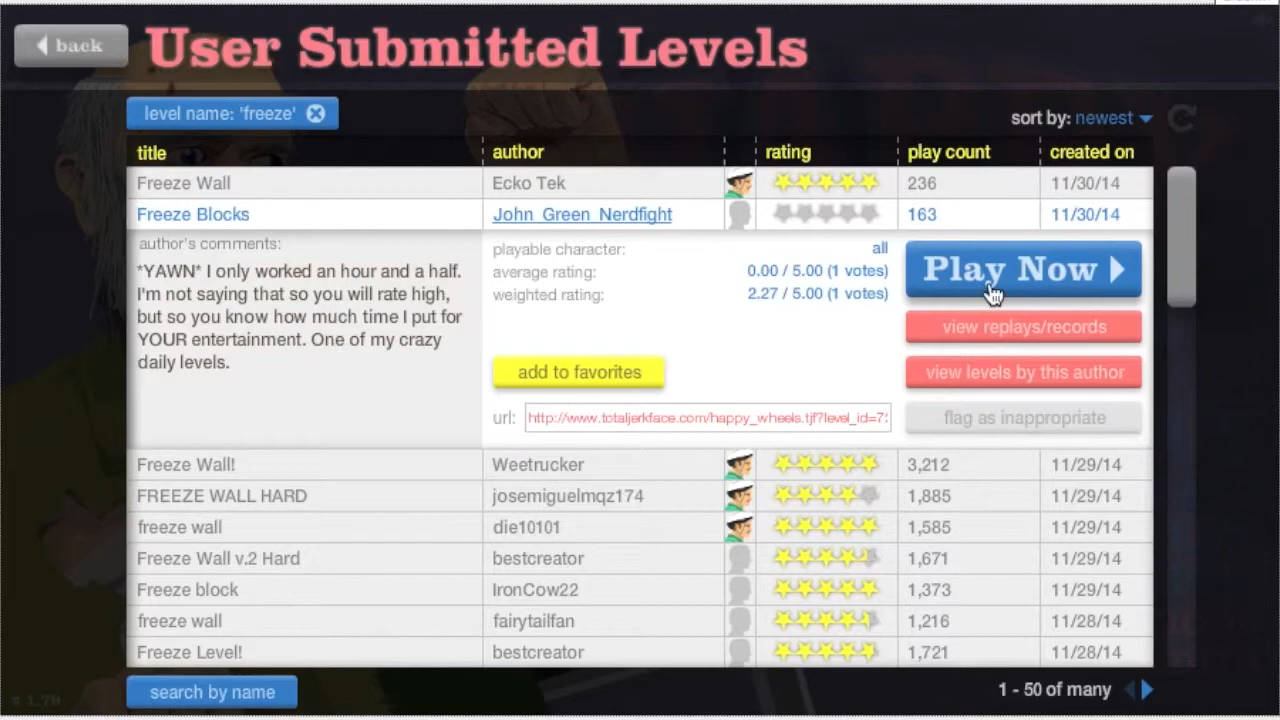 back
User Submitted Levels
level name: 'freeze'
sort by: newest
title author rating play count created on
Freeze Wall Ecko Tek 236 11/30/14
Freeze Blocks John_Green_Nerdfight 163 11/30/14
author's comments:
*YAWN* I only worked an hour and a half.
I'm not saying that so you will rate high,
but so you know how much time I put for
YOUR entertainment. One of my crazy
daily levels.
playable character: all
average rating: 0.00 / 5.00 (1 votes)
weighted rating: 2.27 / 5.00 (1 votes)
add to favorites
url: http://www.totaljerkface.com/happy_wheels.tjf?level_id=7
Play Now
view replays/records
view levels by this author
flag as inappropriate
Freeze Wall! Weetrucker 3,212 11/29/14
FREEZE WALL HARD josemiguelmqz174 1,885 11/29/14
freeze wall die10101 1,585 11/29/14
Freeze Wall v.2 Hard bestcreator 1,671 11/29/14
Freeze block IronCow22 1,373 11/29/14
freeze wall fairytailfan 1,216 11/28/14
Freeze Level! bestcreator 1,721 11/28/14
search by name
1 - 50 of many
v 1.79